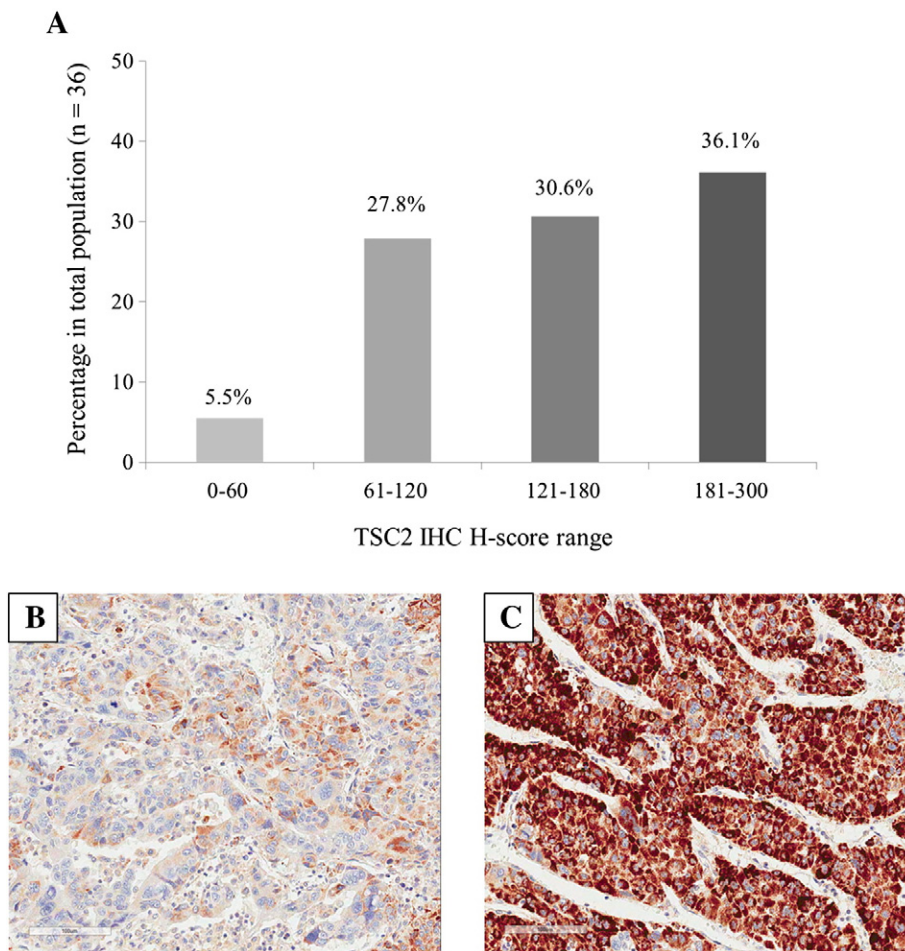 A
Percentage in total population (n = 36)
50
40
30
20
10
0
5.5%
27.8%
30.6%
36.1%
0-60
61-120
121-180
181-300
TSC2 IHC H-score range
B
C
100µm